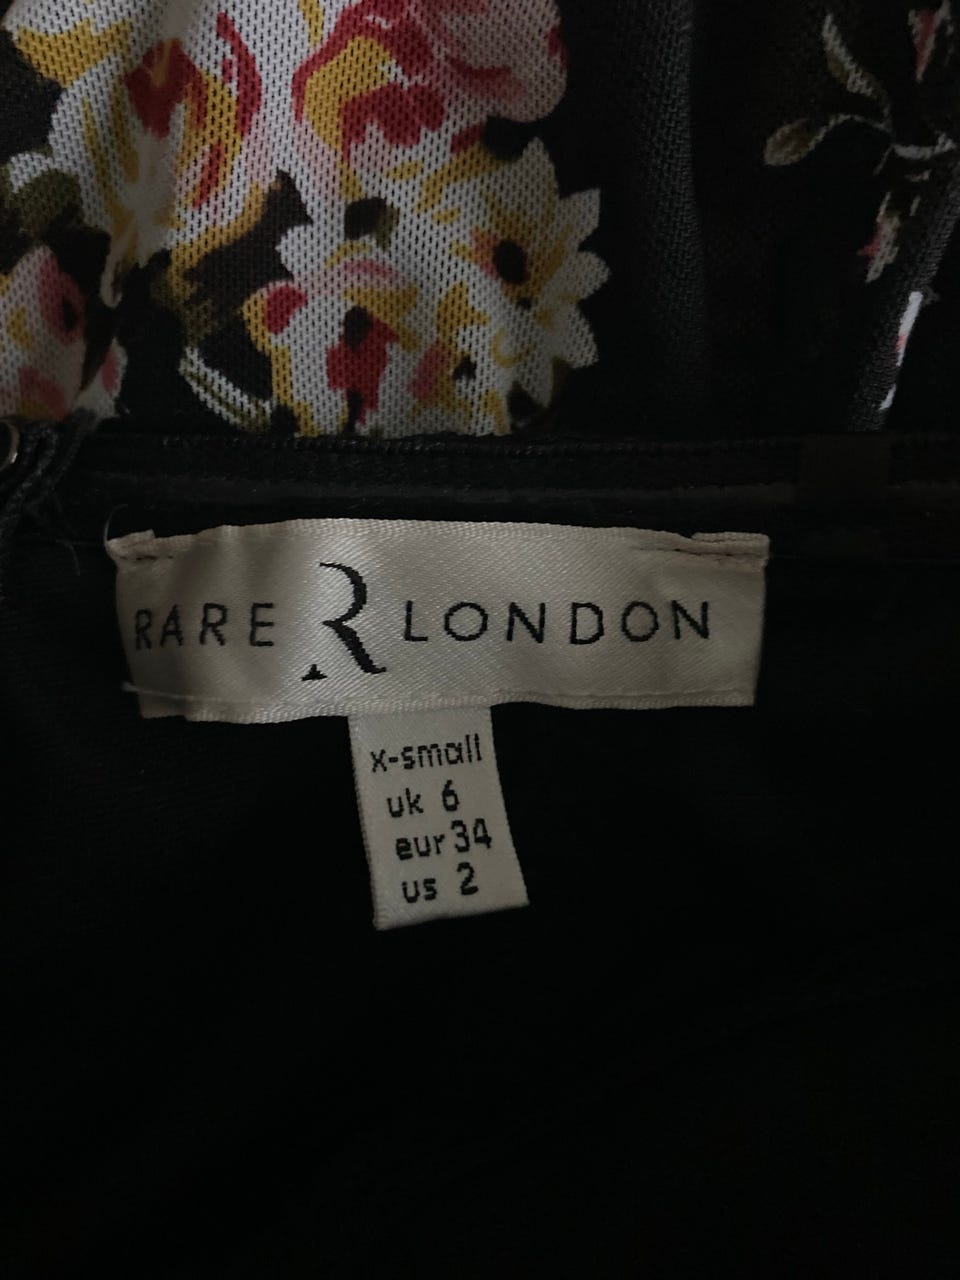 RARE R LONDON
x-small
uk 6
eur 34
us 2